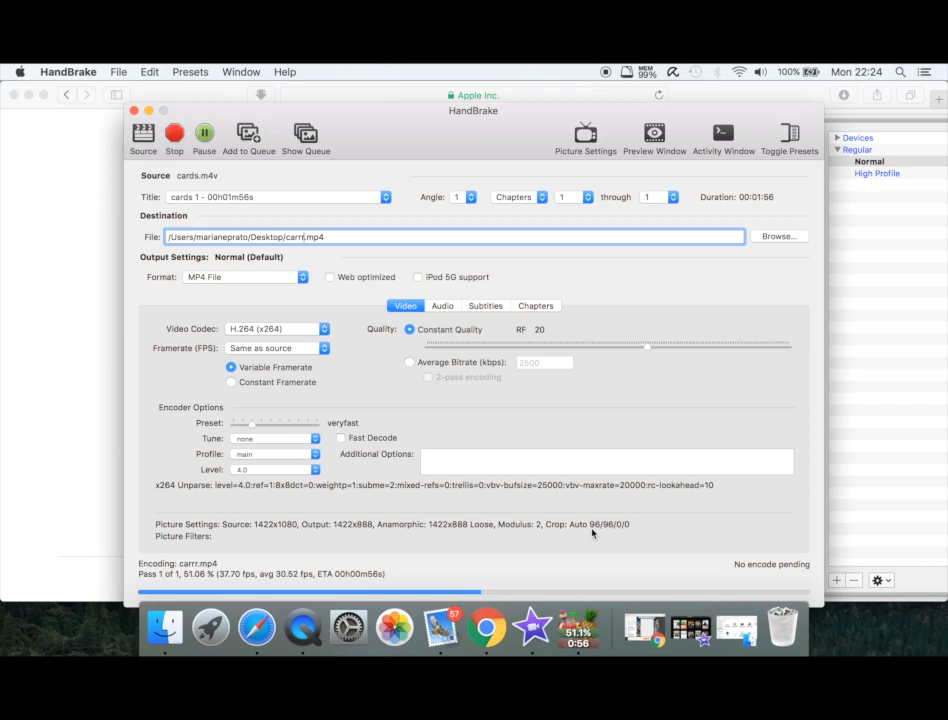 HandBrake File Edit Presets Window Help MEM 99% 100% Mon 22:24
Apple Inc.
HandBrake
Source Stop Pause Add to Queue Show Queue Picture Settings Preview Window Activity Window Toggle Presets
Devices
Regular
Normal
High Profile
Source cards.m4v
Title: cards 1 - 00h01m56s Angle: 1 Chapters 1 through 1 Duration: 00:01:56
Destination
File: /Users/marianeprato/Desktop/carrr.mp4 Browse...
Output Settings: Normal (Default)
Format: MP4 File Web optimized iPod 5G support
Video Audio Subtitles Chapters
Video Codec: H.264 (x264) Quality: Constant Quality RF 20
Framerate (FPS): Same as source
Average Bitrate (kbps): 2500
Variable Framerate
2-pass encoding
Constant Framerate
Encoder Options
Preset: veryfast
Tune: none Fast Decode
Profile: main Additional Options:
Level: 4.0
x264 Unparse: level=4.0:ref=1:8x8dct=0:weightp=1:subme=2:mixed-refs=0:trellis=0:vbv-bufsize=25000:vbv-maxrate=20000:rc-lookahead=10
Picture Settings: Source: 1422x1080, Output: 1422x888, Anamorphic: 1422x888 Loose, Modulus: 2, Crop: Auto 96/96/0/0
Picture Filters:
Encoding: carrr.mp4 No encode pending
Pass 1 of 1, 51.06 % (37.70 fps, avg 30.52 fps, ETA 00h00m56s)
57
51.1%
0:56